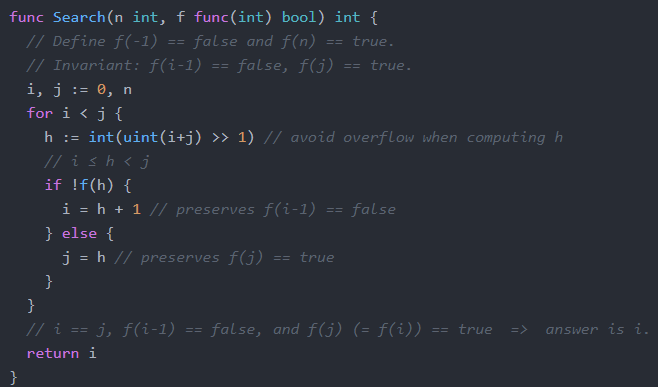 func Search(n int, f func(int) bool) int {
  // Define f(-1) == false and f(n) == true.
  // Invariant: f(i-1) == false, f(j) == true.
  i, j := 0, n
  for i < j {
    h := int(uint(i+j) >> 1) // avoid overflow when computing h
    // i ≤ h < j
    if !f(h) {
      i = h + 1 // preserves f(i-1) == false
    } else {
      j = h // preserves f(j) == true
    }
  }
  // i == j, f(i-1) == false, and f(j) (= f(i)) == true  =>  answer is i.
  return i
}